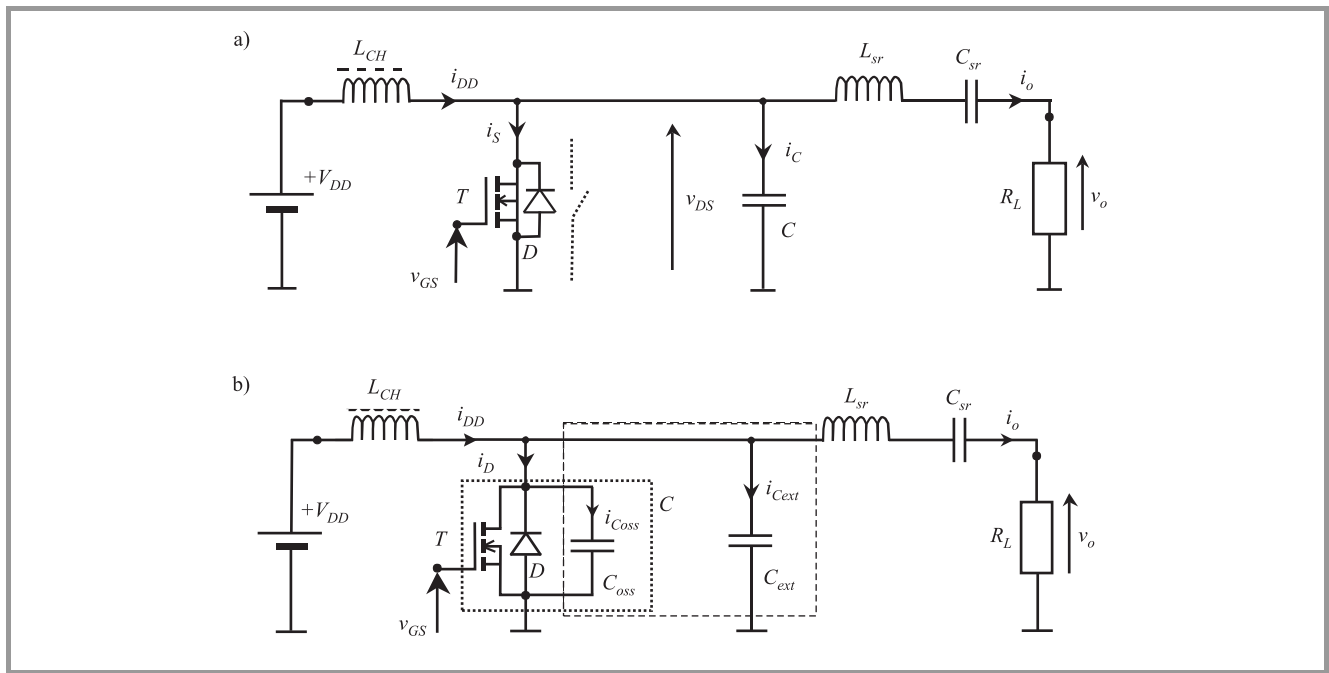 a)
L_CH
i_DD
L_sr
C_sr
i_o
i_S
i_C
+V_DD
T
v_DS
R_L
v_o
C
D
v_GS
b)
L_CH
i_DD
L_sr
C_sr
i_o
i_D
i_Cext
+V_DD
C
i_Coss
T
R_L
v_o
D
C_oss
C_ext
v_GS